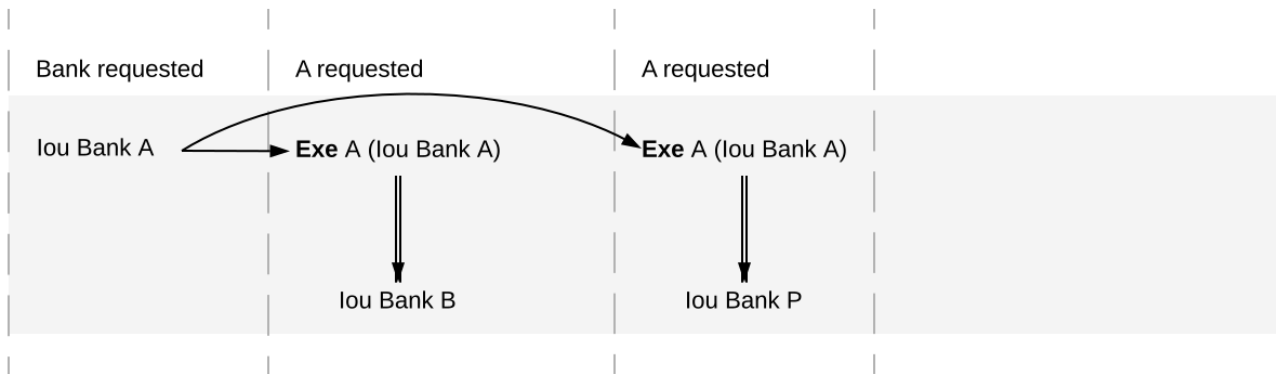 Bank requested
A requested
A requested
Iou Bank A
Exe A (Iou Bank A)
Exe A (Iou Bank A)
Iou Bank B
Iou Bank P